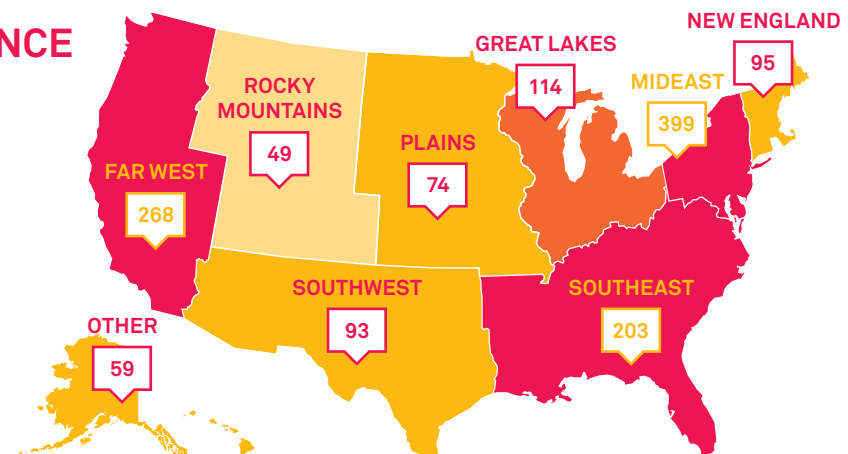 NCE
NEW ENGLAND
95
GREAT LAKES
114
MIDEAST
399
ROCKY
MOUNTAINS
49
PLAINS
74
FAR WEST
268
SOUTHWEST
93
SOUTHEAST
203
OTHER
59